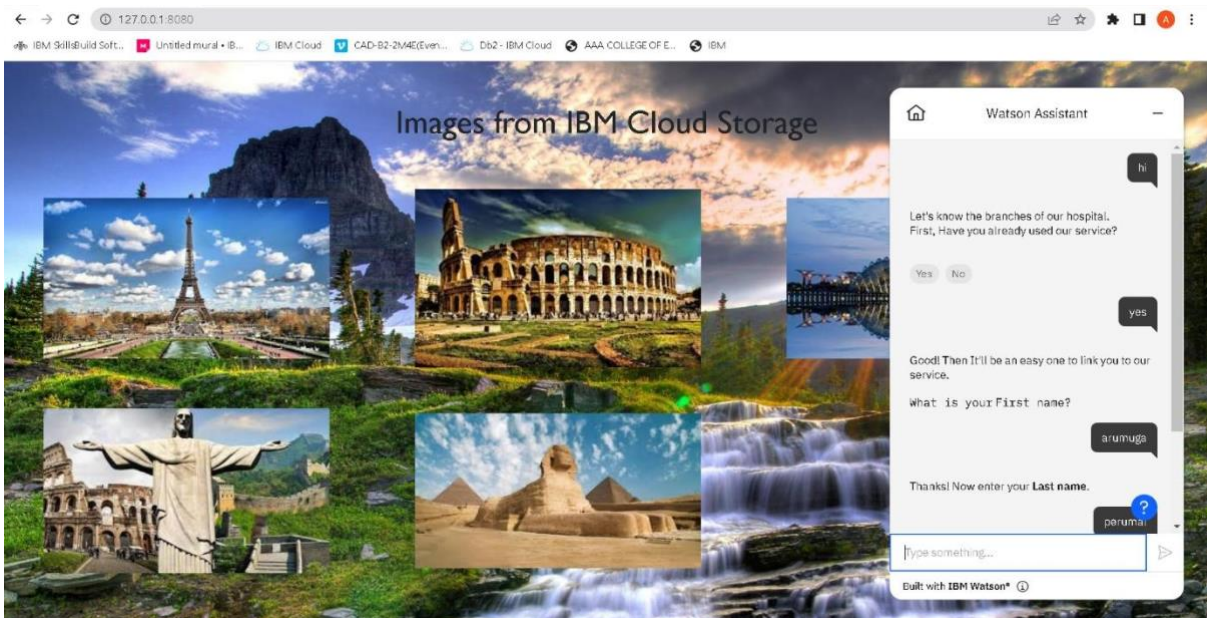 127.0.0.1:8080
IBM SkillsBuild Soft...
Untitled mural • IB...
IBM Cloud
CAD-B2-2M4E(Even...
Db2 - IBM Cloud
AAA COLLEGE OF E...
IBM
A
Images from IBM Cloud Storage
Watson Assistant
hi
Let's know the branches of our hospital.
First, Have you already used our service?
Yes No
yes
Good! Then It'll be an easy one to link you to our
service.
What is your First name?
arumuga
Thanks! Now enter your Last name.
?
perumal
Type something...
Built with IBM Watson®